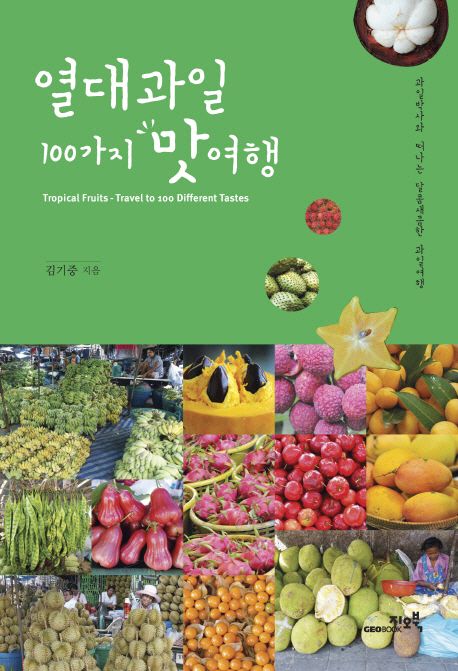 열대과일
100가지 맛여행
Tropical Fruits - Travel to 100 Different Tastes
과일박사와 떠나는 달콤새콤한 과일여행
김기중 지음
GEOBOOK 지오북